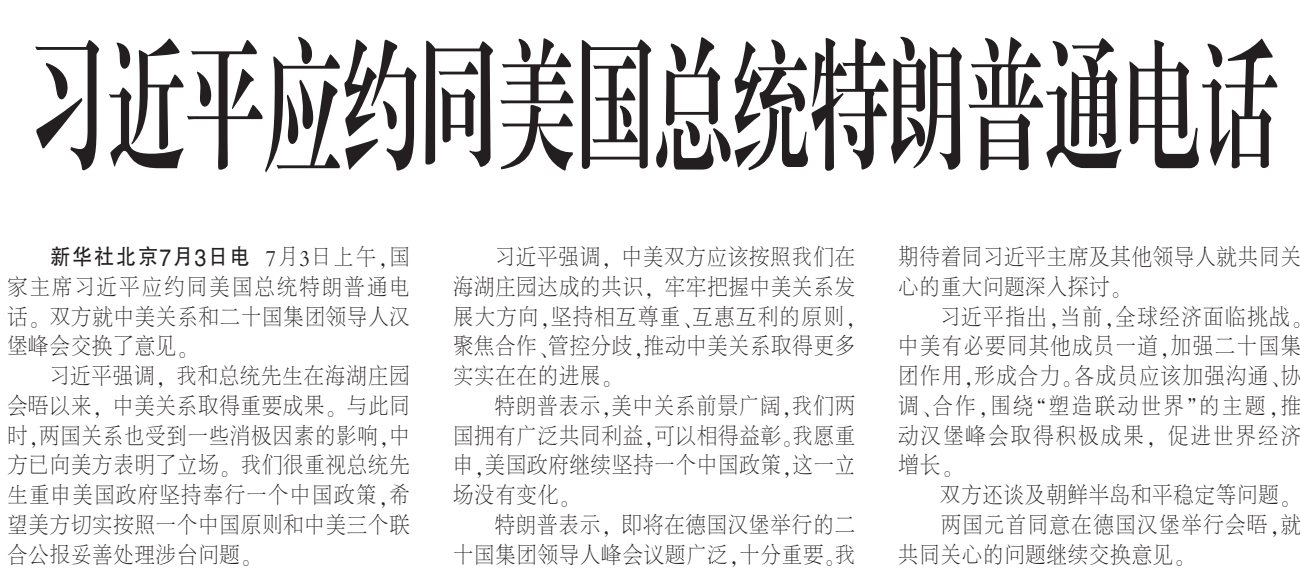 习近平应约同美国总统特朗普通电话
新华社北京7月3日电 7月3日上午,国
家主席习近平应约同美国总统特朗普通电
话。双方就中美关系和二十国集团领导人汉
堡峰会交换了意见。
习近平强调，我和总统先生在海湖庄园
会晤以来，中美关系取得重要成果。与此同
时,两国关系也受到一些消极因素的影响,中
方已向美方表明了立场。我们很重视总统先
生重申美国政府坚持奉行一个中国政策,希
望美方切实按照一个中国原则和中美三个联
合公报妥善处理涉台问题。
习近平强调，中美双方应该按照我们在
海湖庄园达成的共识，牢牢把握中美关系发
展大方向,坚持相互尊重、互惠互利的原则,
聚焦合作、管控分歧,推动中美关系取得更多
实实在在的进展。
特朗普表示,美中关系前景广阔,我们两
国拥有广泛共同利益,可以相得益彰。我愿重
申,美国政府继续坚持一个中国政策,这一立
场没有变化。
特朗普表示，即将在德国汉堡举行的二
十国集团领导人峰会议题广泛,十分重要。我
期待着同习近平主席及其他领导人就共同关
心的重大问题深入探讨。
习近平指出,当前,全球经济面临挑战。
中美有必要同其他成员一道,加强二十国集
团作用,形成合力。各成员应该加强沟通、协
调、合作,围绕“塑造联动世界”的主题,推
动汉堡峰会取得积极成果，促进世界经济
增长。
双方还谈及朝鲜半岛和平稳定等问题。
两国元首同意在德国汉堡举行会晤,就
共同关心的问题继续交换意见。